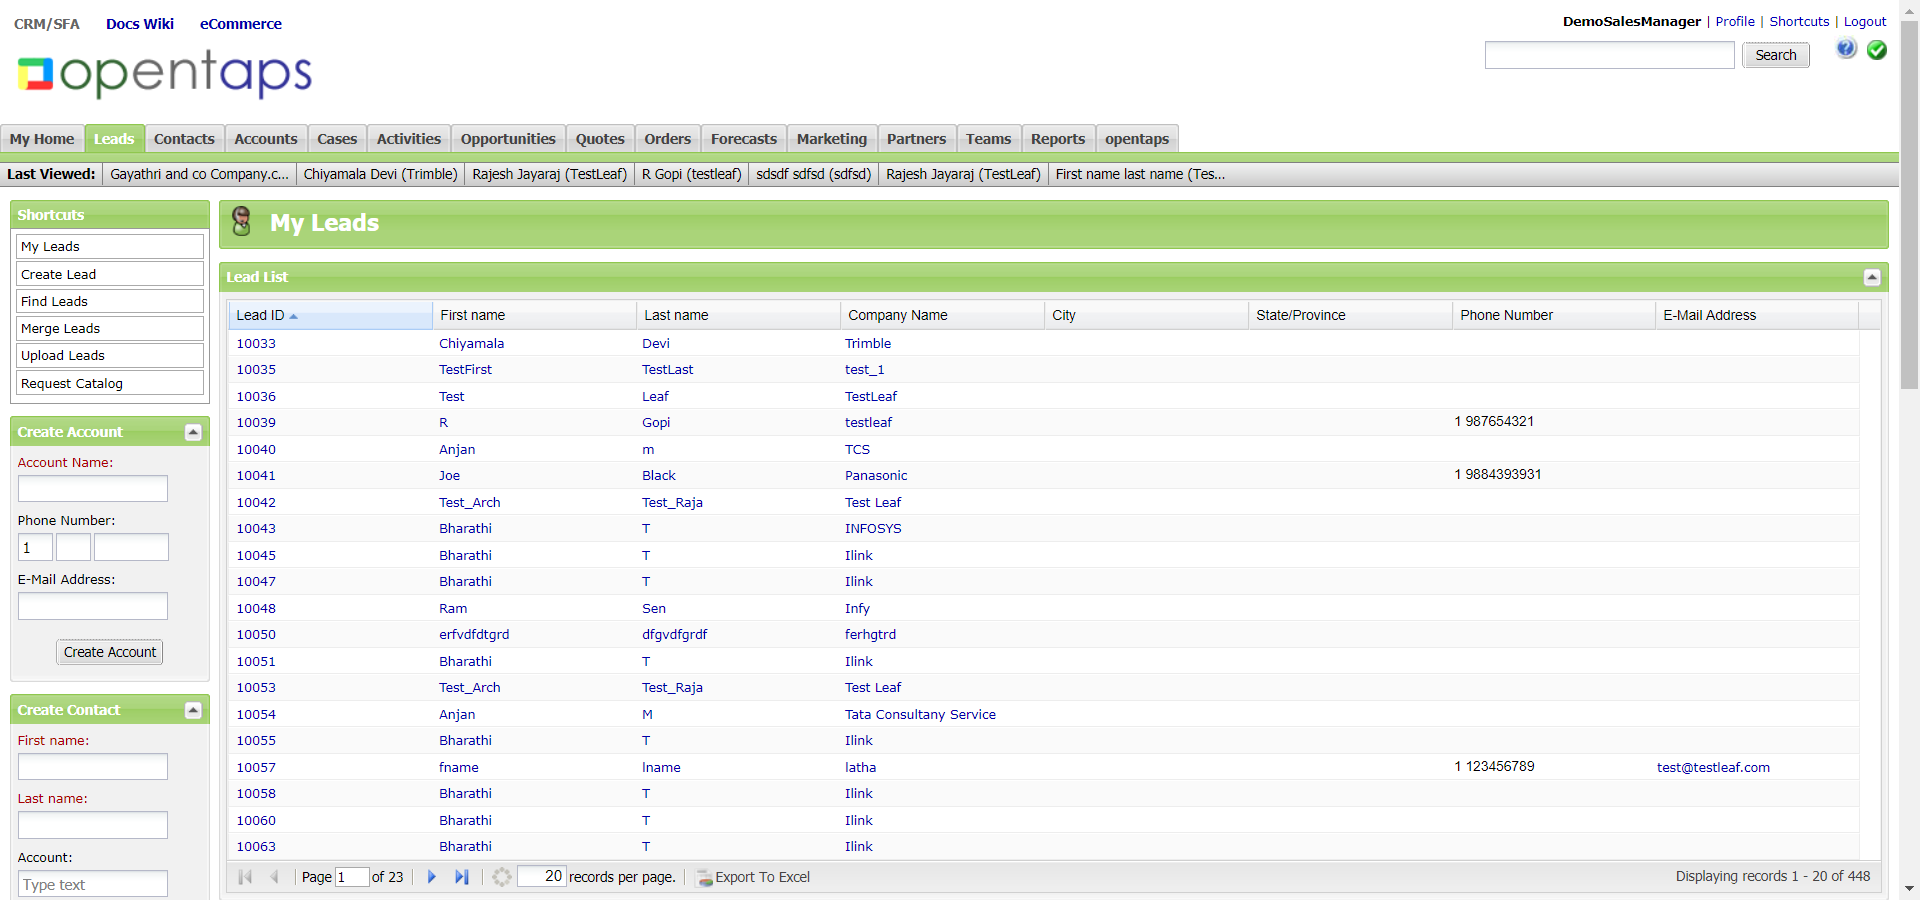 CRM/SFA Docs Wiki eCommerce
DemoSalesManager | Profile | Shortcuts | Logout
Search
opentaps
My Home Leads Contacts Accounts Cases Activities Opportunities Quotes Orders Forecasts Marketing Partners Teams Reports opentaps
Last Viewed: Gayathri and co Company.c... Chiyamala Devi (Trimble) Rajesh Jayaraj (TestLeaf) R Gopi (testleaf) sdsdf sdfsd (sdfsd) Rajesh Jayaraj (TestLeaf) First name last name (Tes...
Shortcuts
My Leads
Create Lead
Find Leads
Merge Leads
Upload Leads
Request Catalog
Create Account
Account Name:
Phone Number:
1
E-Mail Address:
Create Account
Create Contact
First name:
Last name:
Account:
Type text
My Leads
Lead List
Lead ID First name Last name Company Name City State/Province Phone Number E-Mail Address
10033 Chiyamala Devi Trimble
10035 TestFirst TestLast test_1
10036 Test Leaf TestLeaf
10039 R Gopi testleaf 1 987654321
10040 Anjan m TCS
10041 Joe Black Panasonic 1 9884393931
10042 Test_Arch Test_Raja Test Leaf
10043 Bharathi T INFOSYS
10045 Bharathi T Ilink
10047 Bharathi T Ilink
10048 Ram Sen Infy
10050 erfvdfdtgrd dfgvdfgrdf ferhgtrd
10051 Bharathi T Ilink
10053 Test_Arch Test_Raja Test Leaf
10054 Anjan M Tata Consultany Service
10055 Bharathi T Ilink
10057 fname lname latha 1 123456789 test@testleaf.com
10058 Bharathi T Ilink
10060 Bharathi T Ilink
10063 Bharathi T Ilink
Page 1 of 23 20 records per page. Export To Excel Displaying records 1 - 20 of 448